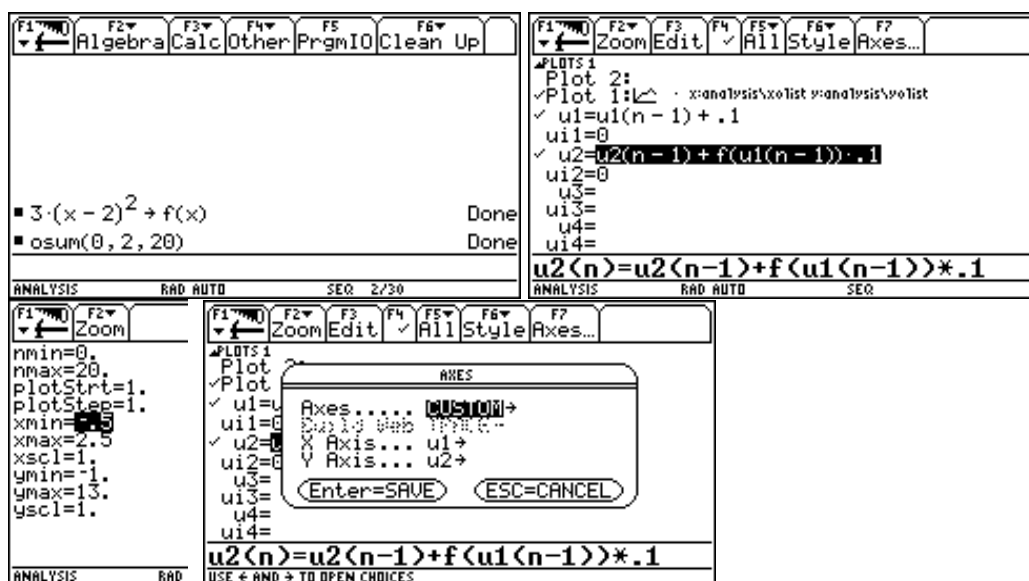 F1 F2 F3 F4 F5 F6
Algebra Calc Other PrgmIO Clean Up
3·(x − 2)² → f(x) Done
osum(0, 2, 20) Done
ANALYSIS RAD AUTO SEQ 2/30
F1 F2 F3 F4 F5 F6 F7
Zoom Edit ✓ All Style Axes…
PLOTS 1
Plot 2:
✓Plot 1: x:analysis\xolist y:analysis\yolist
✓ u1=u1(n − 1) + .1
ui1=0
✓ u2=u2(n − 1) + f(u1(n − 1))·.1
ui2=0
u3=
ui3=
u4=
ui4=
u2(n)=u2(n-1)+f(u1(n-1))*.1
ANALYSIS RAD AUTO SEQ
F1 F2
Zoom
nmin=0.
nmax=20.
plotStrt=1.
plotStep=1.
xmin=-.5
xmax=2.5
xscl=1.
ymin=-1.
ymax=13.
yscl=1.
ANALYSIS RAD
F1 F2 F3 F4 F5 F6 F7
Zoom Edit ✓ All Style Axes…
PLOTS 1
Plot 2:
✓Plot
✓ u1=u
ui1=0
✓ u2=u
ui2=0
u3=
ui3=
u4=
ui4=
AXES
Axes..... CUSTOM→
Build Web
X Axis... u1→
Y Axis... u2→
Enter=SAVE ESC=CANCEL
u2(n)=u2(n-1)+f(u1(n-1))*.1
USE ← AND → TO OPEN CHOICES